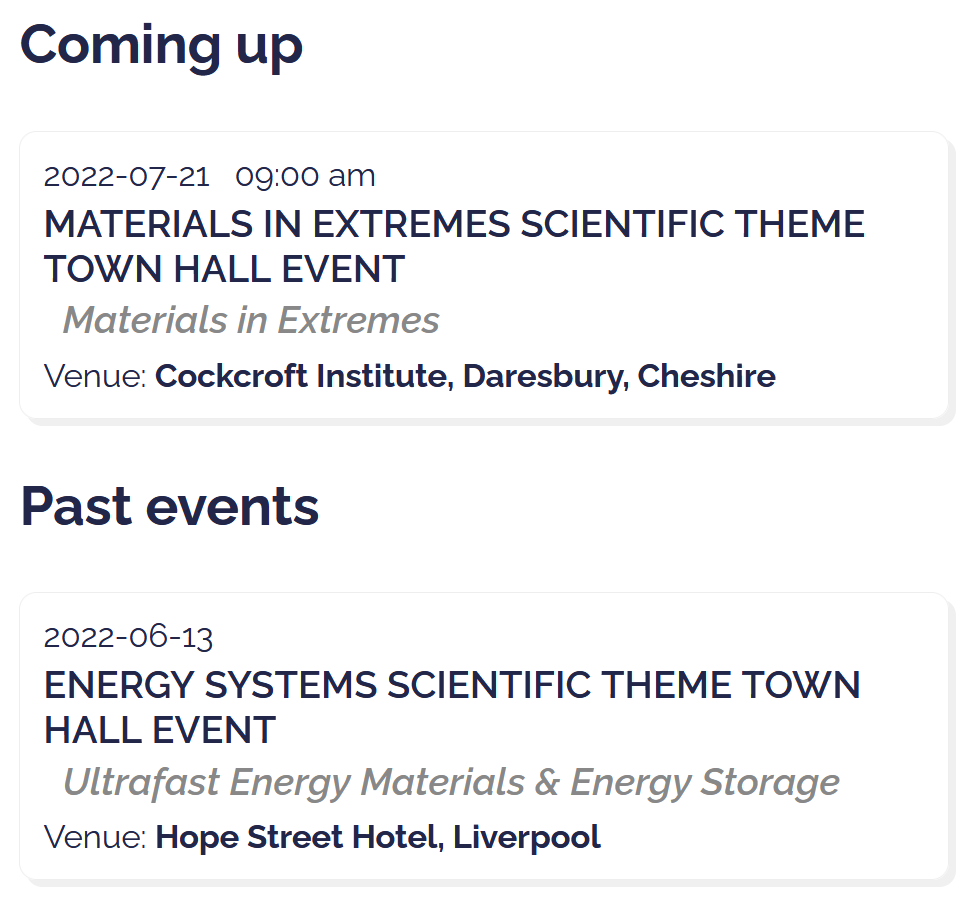 Coming up
2022-07-21 09:00 am
MATERIALS IN EXTREMES SCIENTIFIC THEME
TOWN HALL EVENT
Materials in Extremes
Venue: Cockcroft Institute, Daresbury, Cheshire
Past events
2022-06-13
ENERGY SYSTEMS SCIENTIFIC THEME TOWN
HALL EVENT
Ultrafast Energy Materials & Energy Storage
Venue: Hope Street Hotel, Liverpool